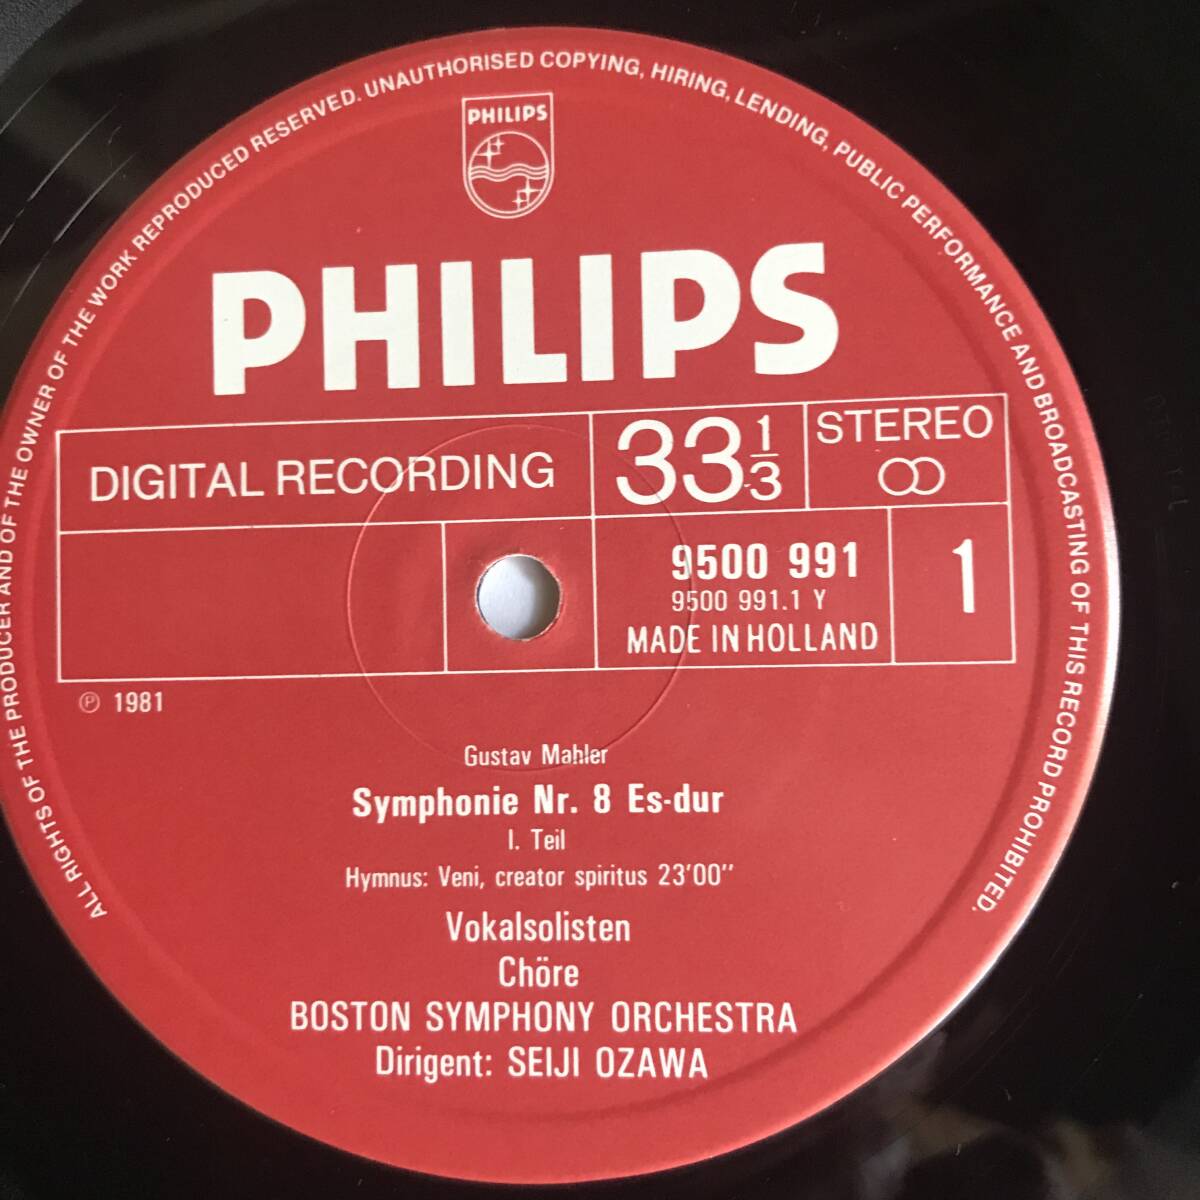 ALL RIGHTS OF THE PRODUCER AND OF THE OWNER OF THE WORK REPRODUCED RESERVED. UNAUTHORISED COPYING, HIRING, LENDING, PUBLIC PERFORMANCE AND BROADCASTING OF THIS RECORD PROHIBITED.
PHILIPS
PHILIPS
DIGITAL RECORDING
33 1/3
STEREO
9500 991
9500 991.1 Y
MADE IN HOLLAND
1
℗ 1981
Gustav Mahler
Symphonie Nr. 8 Es-dur
I. Teil
Hymnus: Veni, creator spiritus 23'00"
Vokalsolisten
Chöre
BOSTON SYMPHONY ORCHESTRA
Dirigent: SEIJI OZAWA